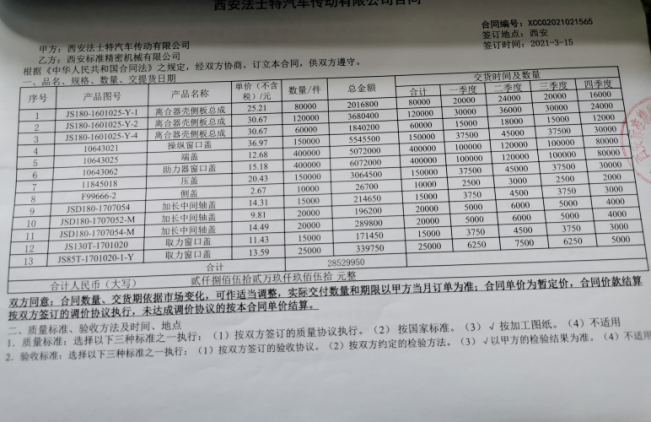 西安法士特汽车传动有限公司合同
合同编号：XCCG2021021565
甲方：西安法士特汽车传动有限公司
签订地点：西安
乙方：西安标准精密机械有限公司
签订时间：2021-3-15
根据《中华人民共和国合同法》之规定，经双方协商，订立本合同，供双方遵守。
一、品名、规格、数量、交提货日期
序号 产品图号 产品名称 单价（不含税）/元 数量/件 总金额 交货时间及数量
合计 一季度 二季度 三季度 四季度
1 JS180-1601025-Y-1 离合器壳侧板总成 25.21 80000 2016800 80000 20000 24000 20000 16000
2 JS180-1601025-Y-2 离合器壳侧板总成 30.67 120000 3680400 120000 30000 36000 30000 24000
3 JS180-1601025-Y-4 离合器壳侧板总成 30.67 60000 1840200 60000 15000 18000 15000 12000
4 10643021 操纵窗口盖 36.97 150000 5545500 150000 37500 45000 37500 30000
5 10643025 端盖 12.68 400000 5072000 400000 100000 120000 100000 80000
6 10643062 助力器窗口盖 15.18 400000 6072000 400000 100000 120000 100000 80000
7 11845018 压盖 20.43 150000 3064500 150000 37500 45000 37500 30000
8 F99666-2 侧盖 2.67 10000 26700 10000 2500 3000 2500 2000
9 JSD180-1707054 加长中间轴盖 14.31 15000 214650 15000 3750 4500 3750 3000
10 JSD180-1707052-M 加长中间轴盖 9.81 20000 196200 20000 5000 6000 5000 4000
11 JSD180-1707054-M 加长中间轴盖 14.49 20000 289800 20000 5000 6000 5000 4000
12 JS130T-1701020 取力窗口盖 11.43 15000 171450 15000 3750 4500 3750 3000
13 JS85T-1701020-1-Y 取力窗口盖 13.59 25000 339750 25000 6250 7500 6250 5000
合计 28529950
合计人民币（大写） 贰仟捌佰伍拾贰万玖仟玖佰伍拾 元整
双方同意：合同数量、交货期依据市场变化，可作适当调整，实际交付数量和期限以甲方当月订单为准；合同单价为暂定价，合同价款结算
按双方签订的调价协议执行，未达成调价协议的按本合同单价结算。
二、质量标准、验收方法及时间、地点
1. 质量标准：选择以下三种标准之一执行：（1）按双方签订的质量协议执行。（2）按国家标准。（3）√按加工图纸。（4）不适用
2. 验收标准：选择以下三种标准之一执行：（1）按双方签订的验收协议。（2）按双方约定的检验方法。（3）√以甲方的检验结果为准。（4）不适用